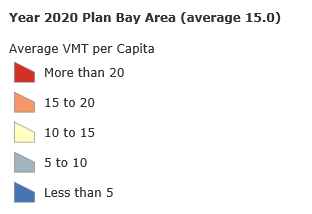 Year 2020 Plan Bay Area (average 15.0)
Average VMT per Capita
More than 20
15 to 20
10 to 15
5 to 10
Less than 5